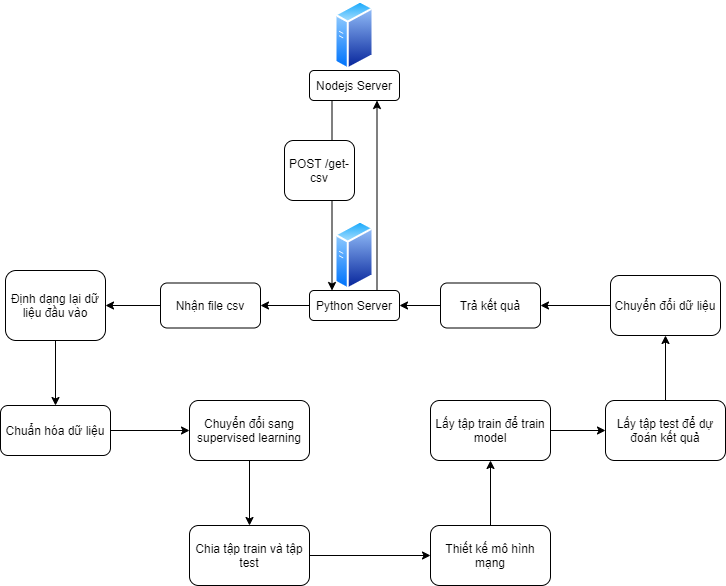 Nodejs Server
POST /get-
csv
Python Server
Nhận file csv
Định dạng lại dữ
liệu đầu vào
Chuẩn hóa dữ liệu
Chuyển đổi sang
supervised learning
Chia tập train và tập
test
Thiết kế mô hình
mạng
Lấy tập train để train
model
Lấy tập test để dự
đoán kết quả
Chuyển đổi dữ liệu
Trả kết quả